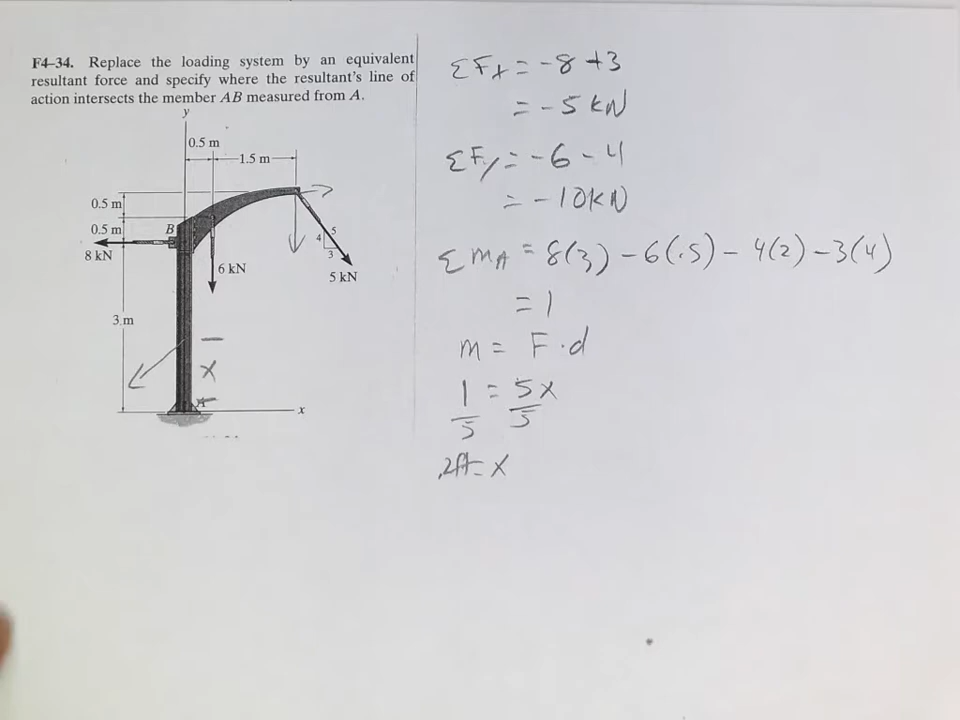 F4–34. Replace the loading system by an equivalent
resultant force and specify where the resultant's line of
action intersects the member AB measured from A.
y
0.5 m
1.5 m
0.5 m
0.5 m
B
8 kN
6 kN
4
5
3
5 kN
3 m
x
A
x
ΣFx = -8 +3
= -5 kN
ΣFy = -6 - 4
= -10kN
ΣmA = 8(3) - 6(.5) - 4(2) - 3(4)
= 1
m = F·d
1 = 5x
5 5
.2ft = x